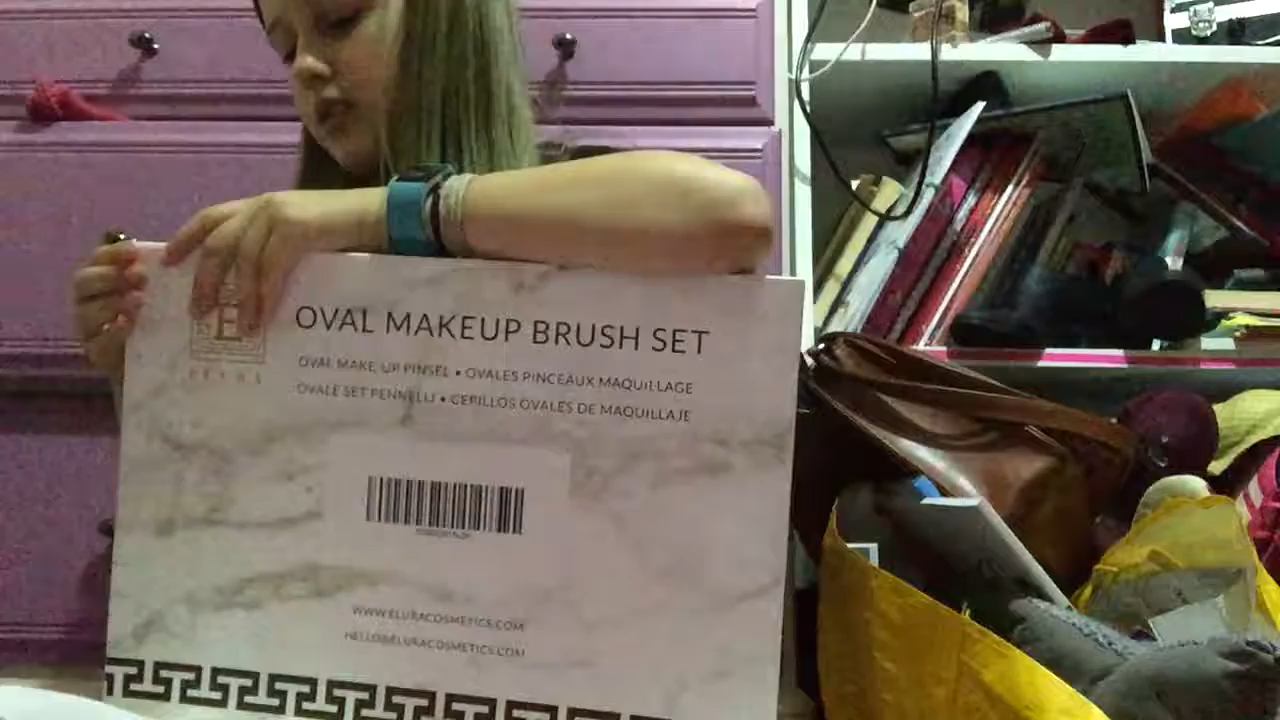 E
OVAL MAKEUP BRUSH SET
OVAL MAKE UP PINSEL • OVALES PINCEAUX MAQUILLAGE
OVALE SET PENNELLI • CEPILLOS OVALES DE MAQUILLAJE
WWW.ELURACOSMETICS.COM
HELLO@ELURACOSMETICS.COM